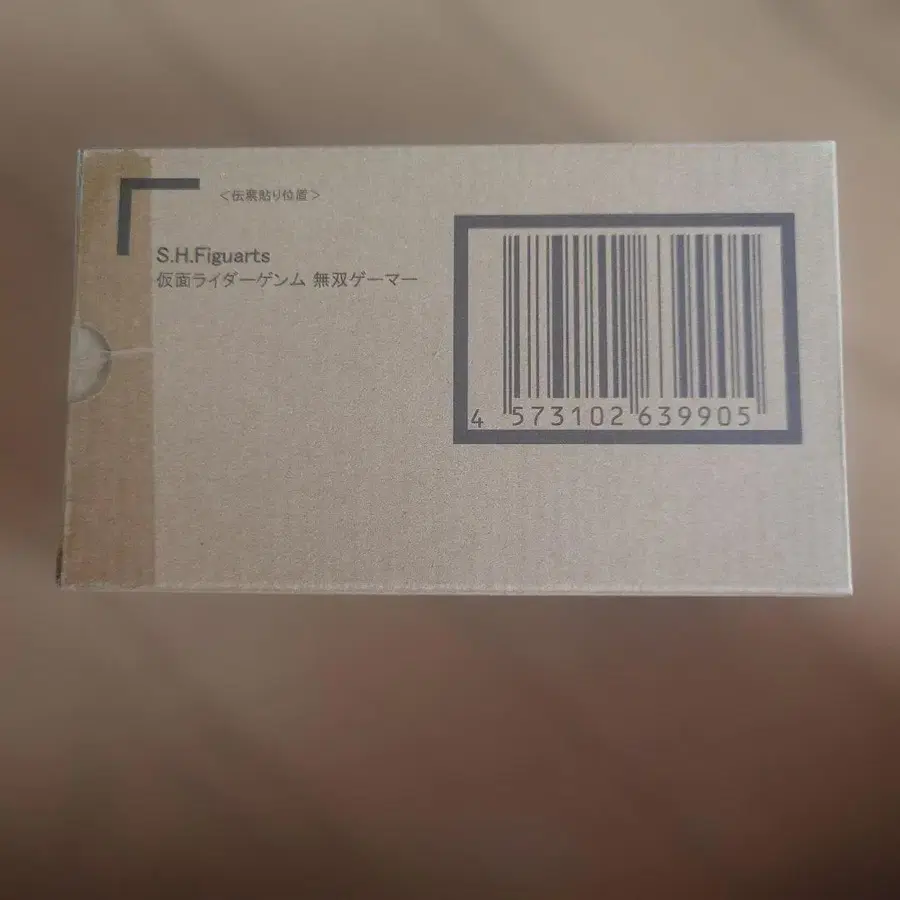 ＜伝票貼り位置＞
S.H.Figuarts
仮面ライダーゲンム 無双ゲーマー
4 573102 639905